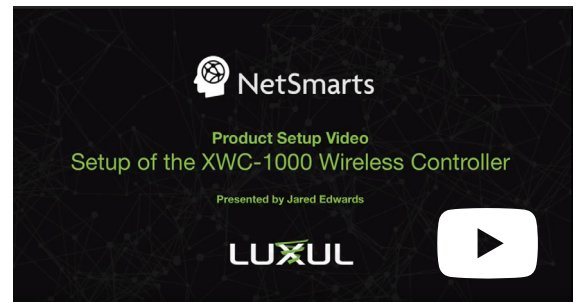 NetSmarts
Product Setup Video
Setup of the XWC-1000 Wireless Controller
Presented by Jared Edwards
LUXUL